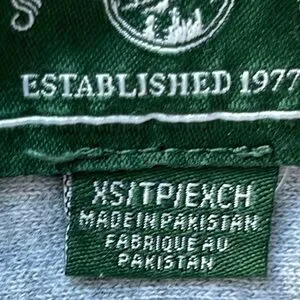 ESTABLISHED 1977
XS/TP/EXCH
MADE IN PAKISTAN
FABRIQUE AU
PAKISTAN